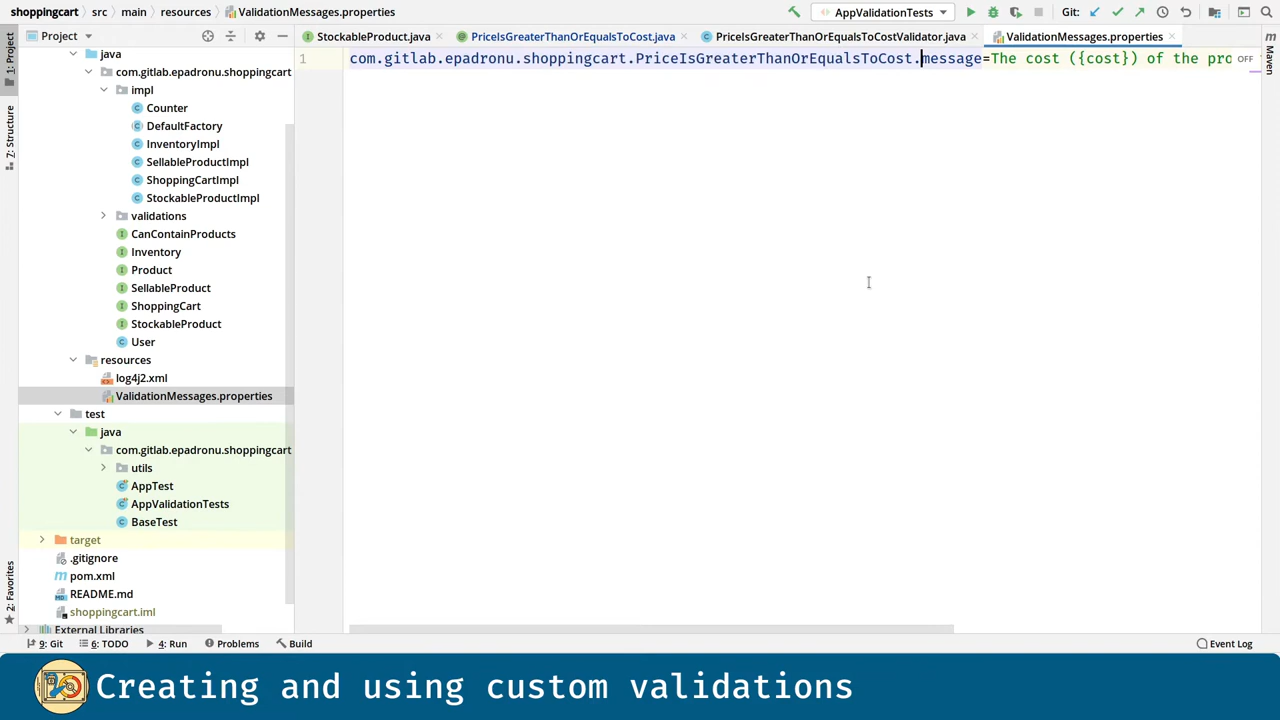 shoppingcart
src
main
resources
ValidationMessages.properties
AppValidationTests
Git:
1: Project
Project
StockableProduct.java
PriceIsGreaterThanOrEqualsToCost.java
PriceIsGreaterThanOrEqualsToCostValidator.java
ValidationMessages.properties
1
com.gitlab.epadronu.shoppingcart.PriceIsGreaterThanOrEqualsToCost.message=The cost ({cost}) of the pro
OFF
Maven
java
com.gitlab.epadronu.shoppingcart
impl
Counter
DefaultFactory
InventoryImpl
SellableProductImpl
ShoppingCartImpl
StockableProductImpl
validations
CanContainProducts
Inventory
Product
SellableProduct
ShoppingCart
StockableProduct
User
resources
log4j2.xml
ValidationMessages.properties
test
java
com.gitlab.epadronu.shoppingcart
utils
AppTest
AppValidationTests
BaseTest
target
.gitignore
pom.xml
README.md
shoppingcart.iml
External Libraries
7: Structure
2: Favorites
9: Git
6: TODO
4: Run
Problems
Build
Event Log
Creating and using custom validations